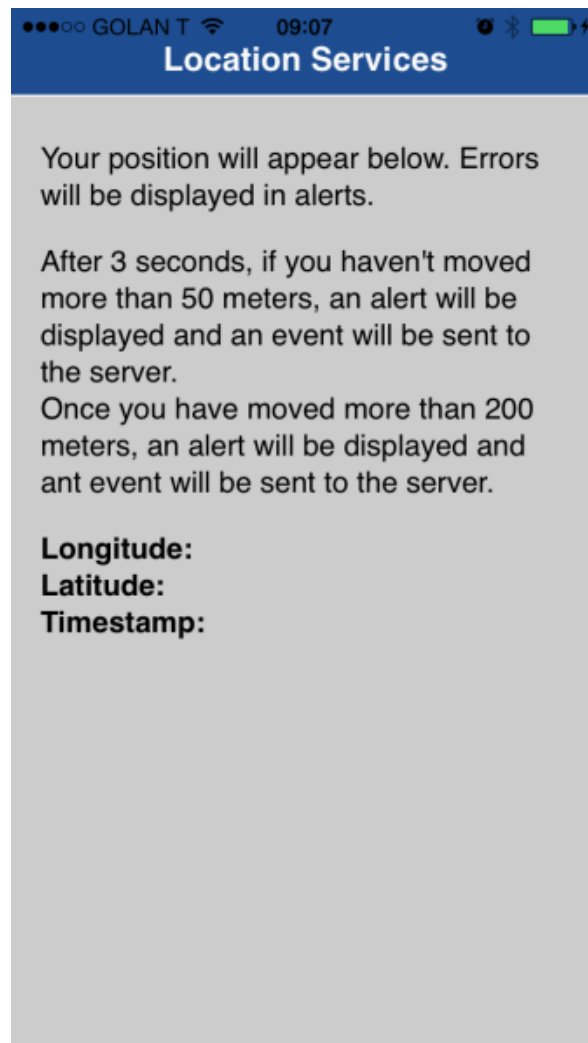 GOLAN T 09:07
Location Services
Your position will appear below. Errors
will be displayed in alerts.
After 3 seconds, if you haven't moved
more than 50 meters, an alert will be
displayed and an event will be sent to
the server.
Once you have moved more than 200
meters, an alert will be displayed and
ant event will be sent to the server.
Longitude:
Latitude:
Timestamp: